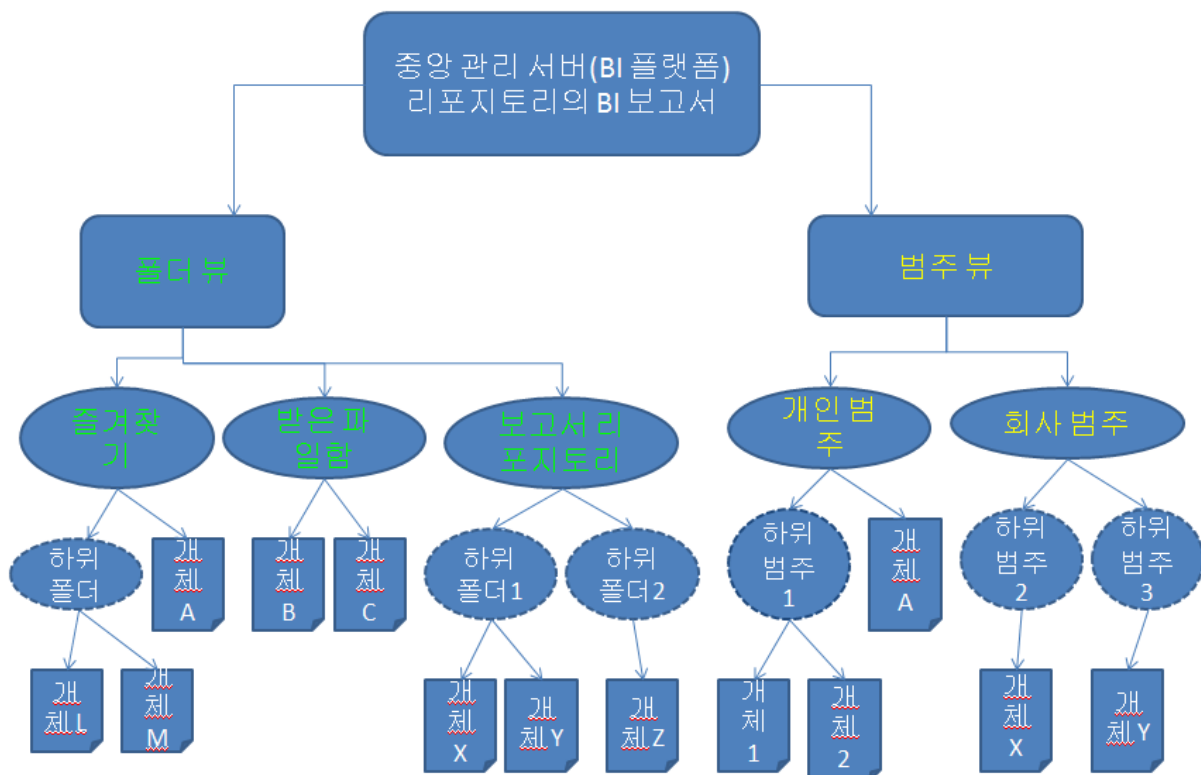 중앙 관리 서버(BI 플랫폼)
리포지토리의 BI 보고서
폴더 뷰
범주 뷰
즐겨찾
기
받은 파
일함
보고서 리
포지토리
개인 범
주
회사 범주
하위
폴더
개
체
A
개
체
B
개
체
C
하위
폴더1
하위
폴더2
하위
범주
1
개
체
A
하위
범주
2
하위
범주
3
개
체L
개
체
M
개
체
X
개
체Y
개
체Z
개
체
1
개
체
2
개
체
X
개
체Y